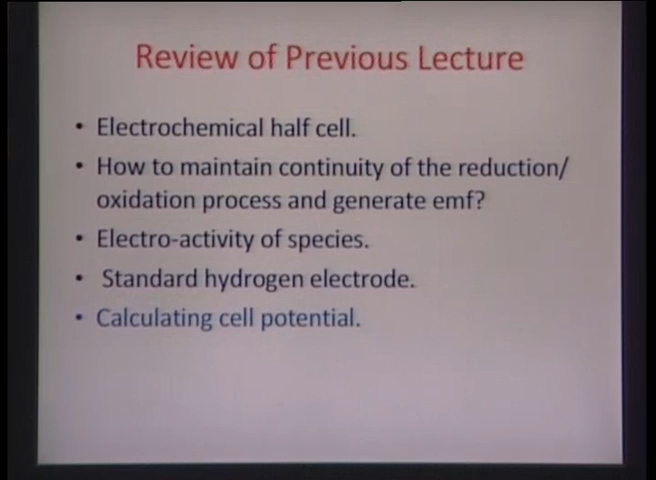 Review of Previous Lecture
• Electrochemical half cell.
• How to maintain continuity of the reduction/
oxidation process and generate emf?
• Electro-activity of species.
• Standard hydrogen electrode.
• Calculating cell potential.